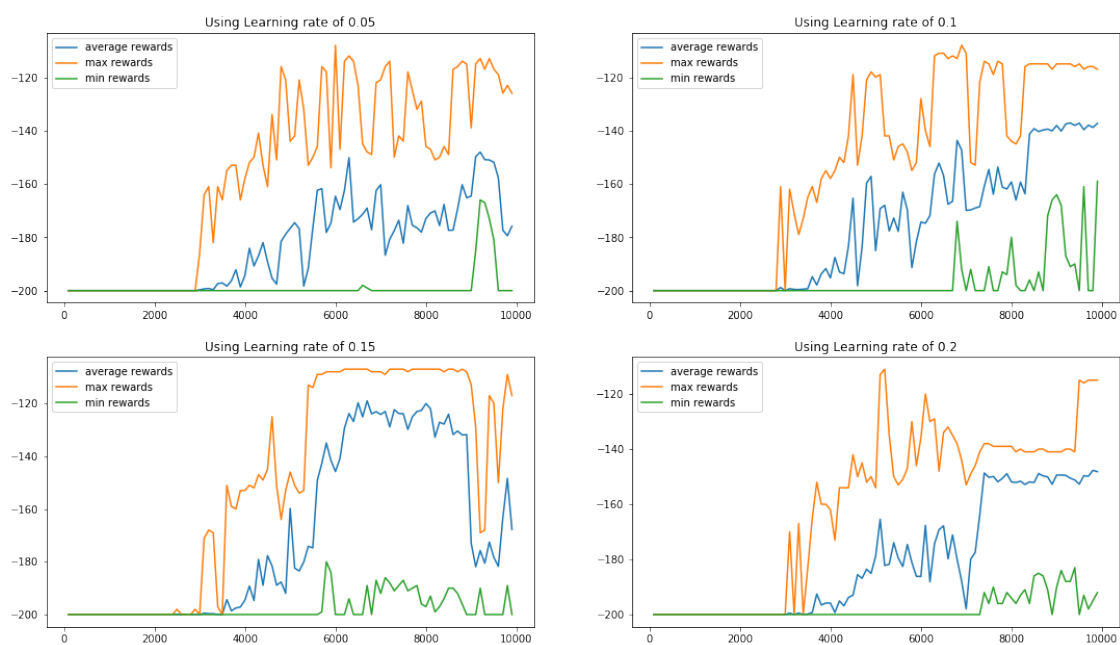 Using Learning rate of 0.05
average rewards
max rewards
min rewards
−120
−140
−160
−180
−200
0 2000 4000 6000 8000 10000
Using Learning rate of 0.1
average rewards
max rewards
min rewards
−120
−140
−160
−180
−200
0 2000 4000 6000 8000 10000
Using Learning rate of 0.15
average rewards
max rewards
min rewards
−120
−140
−160
−180
−200
0 2000 4000 6000 8000 10000
Using Learning rate of 0.2
average rewards
max rewards
min rewards
−120
−140
−160
−180
−200
0 2000 4000 6000 8000 10000